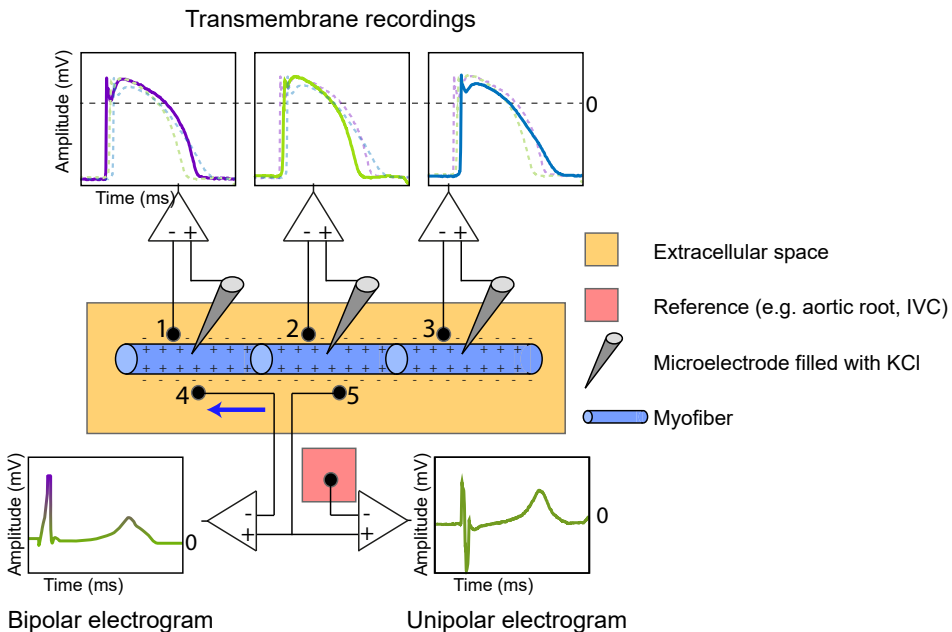 Transmembrane recordings
Amplitude (mV)
0
Time (ms)
- +
- +
- +
Extracellular space
Reference (e.g. aortic root, IVC)
Microelectrode filled with KCl
Myofiber
1
2
3
4
5
Amplitude (mV)
0
Time (ms)
-
+
-
+
Amplitude (mV)
0
Time (ms)
Bipolar electrogram
Unipolar electrogram